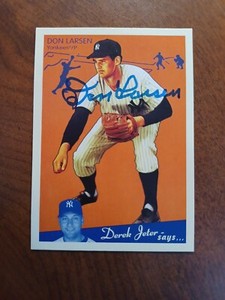 DON LARSEN
Don Larsen
Derek Jeter
says...